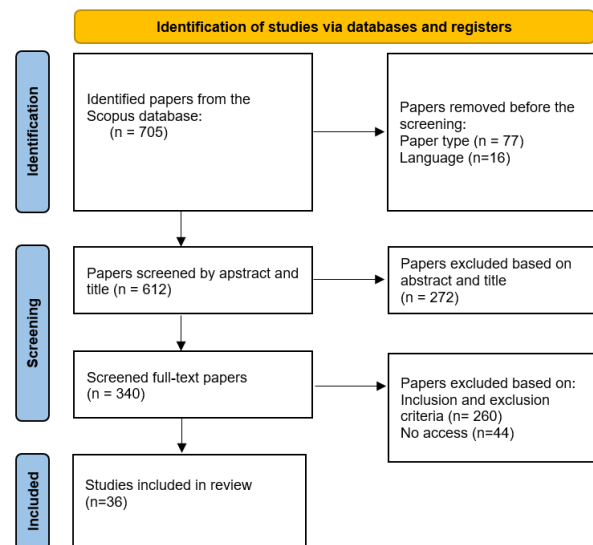 Identification of studies via databases and registers
Identification
Identified papers from the
Scopus database:
(n = 705)
Papers removed before the
screening:
Paper type (n = 77)
Language (n=16)
Screening
Papers screened by apstract and
title (n = 612)
Papers excluded based on
abstract and title
(n = 272)
Screened full-text papers
(n = 340)
Papers excluded based on:
Inclusion and exclusion
criteria (n= 260)
No access (n=44)
Included
Studies included in review
(n=36)